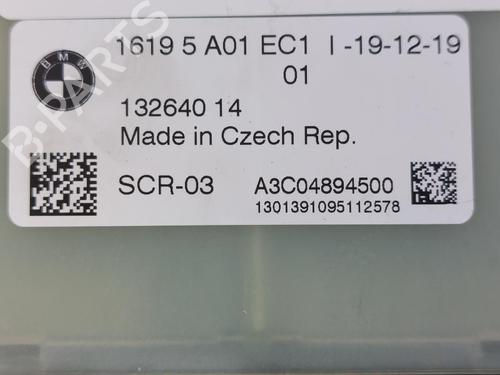 BMW
1619 5 A01 EC1 I -19-12-19
01
132640 14
Made in Czech Rep.
SCR-03 A3C04894500
1301391095112578
B-PARTS